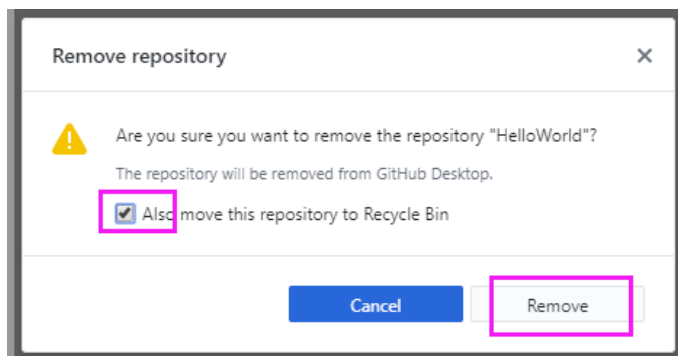 Remove repository
Are you sure you want to remove the repository "HelloWorld"?
The repository will be removed from GitHub Desktop.
Also move this repository to Recycle Bin
Cancel Remove